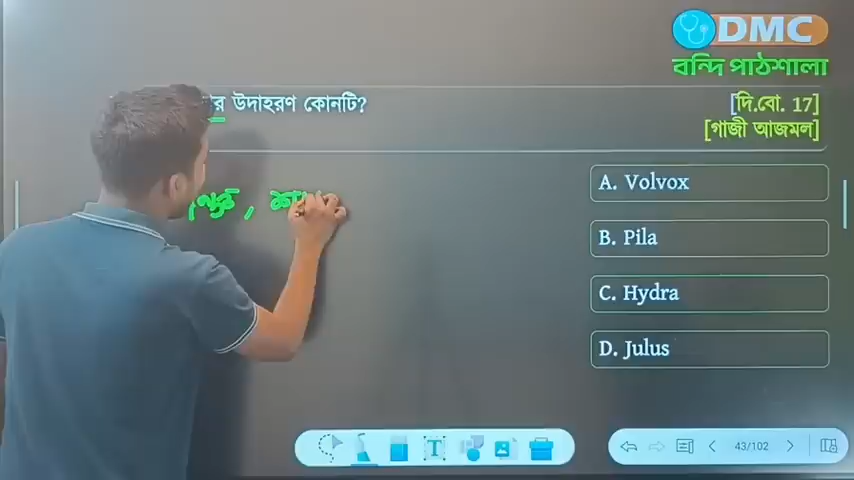 DMC
বন্দি পাঠশালা
র উদাহরণ কোনটি?
[দি.বো. 17]
[গাজী আজমল]
A. Volvox
B. Pila
C. Hydra
D. Julus
43/102